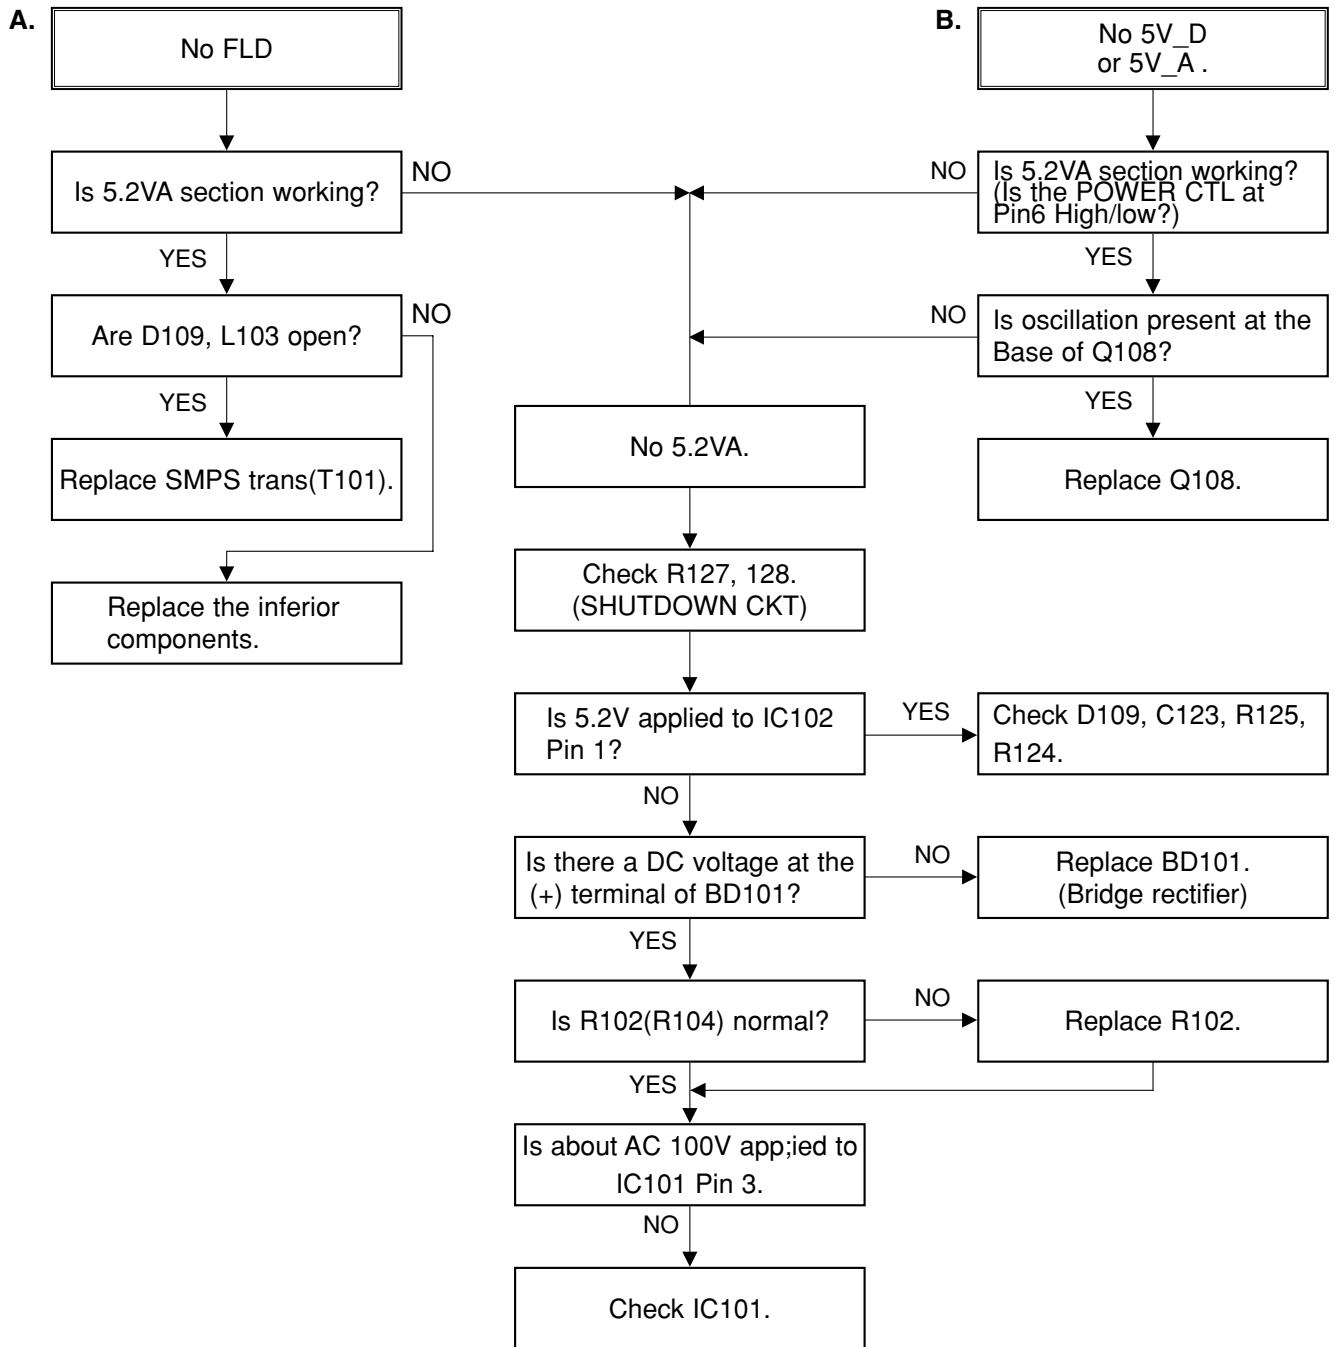 A.
No FLD
B.
No 5V_D
or 5V_A .
Is 5.2VA section working?
NO
NO
Is 5.2VA section working?
(Is the POWER CTL at
Pin6 High/low?)
YES
YES
Are D109, L103 open?
NO
NO
Is oscillation present at the
Base of Q108?
YES
YES
Replace SMPS trans(T101).
No 5.2VA.
Replace Q108.
Replace the inferior
components.
Check R127, 128.
(SHUTDOWN CKT)
Is 5.2V applied to IC102
Pin 1?
YES
Check D109, C123, R125,
R124.
NO
Is there a DC voltage at the
(+) terminal of BD101?
NO
Replace BD101.
(Bridge rectifier)
YES
Is R102(R104) normal?
NO
Replace R102.
YES
Is about AC 100V app;ied to
IC101 Pin 3.
NO
Check IC101.